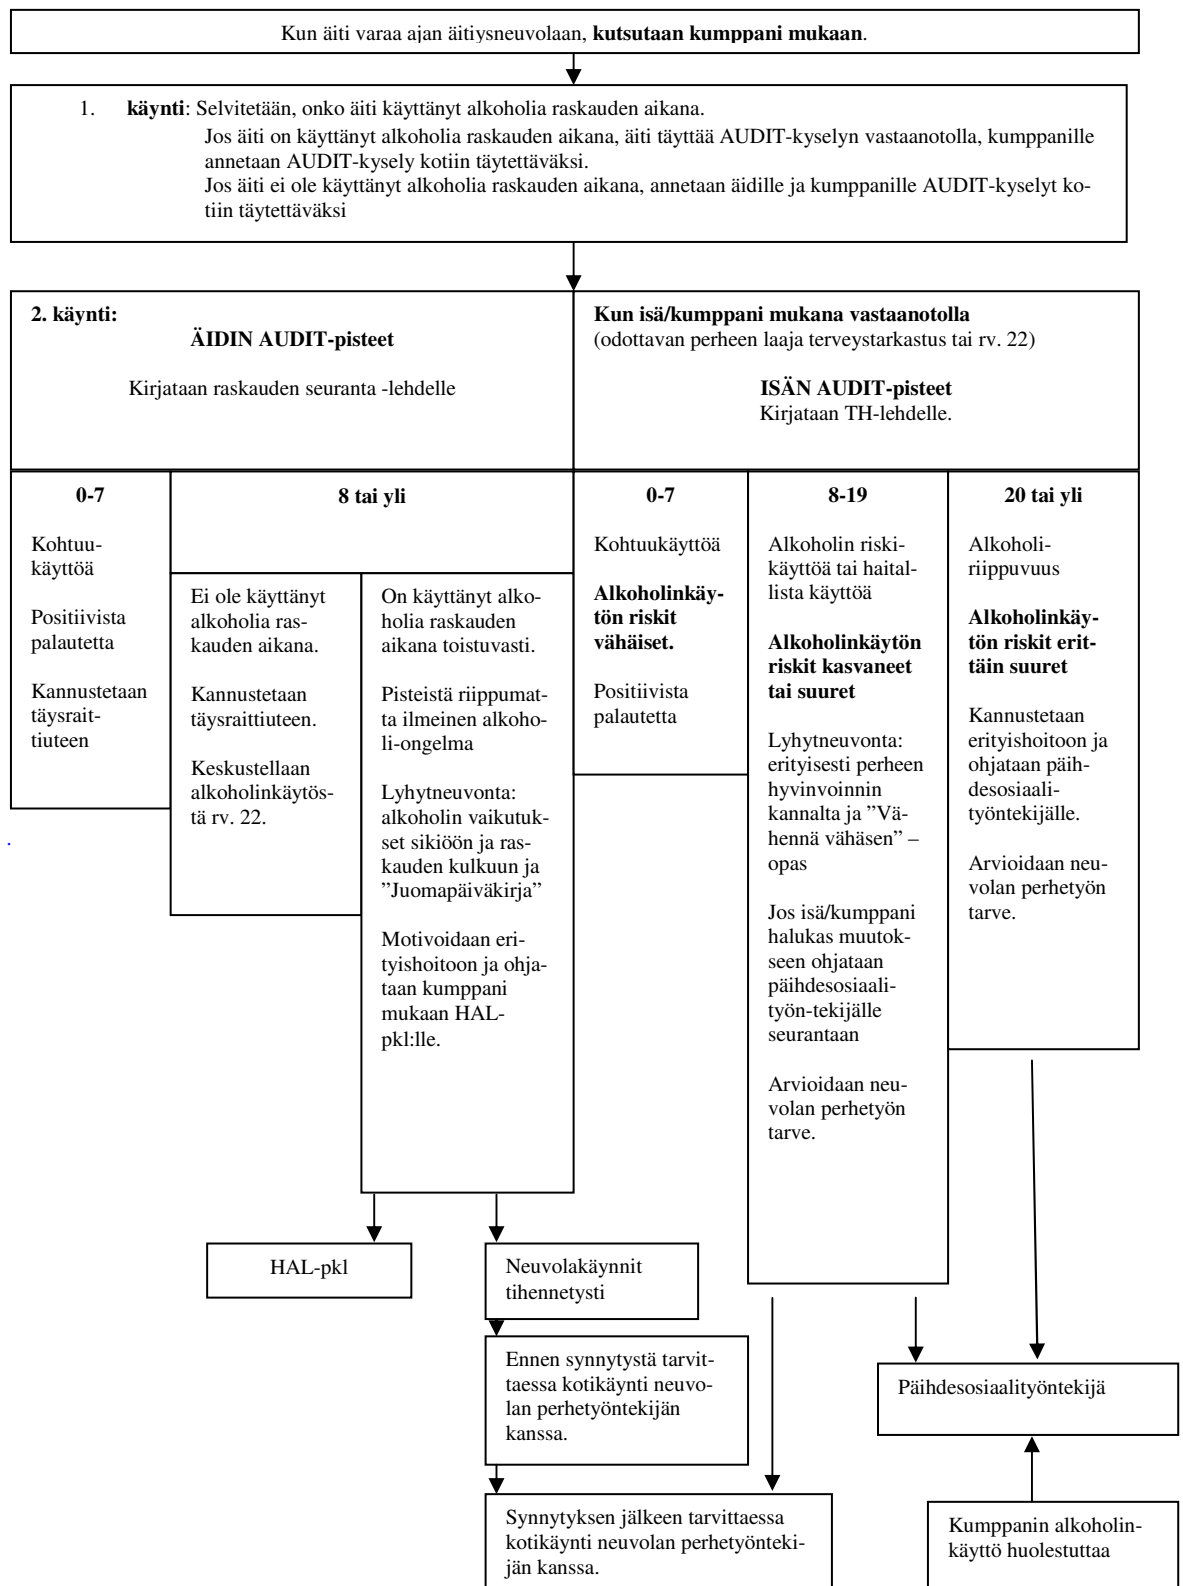 Kun äiti varaa ajan äitiysneuvolaan, kutsutaan kumppani mukaan.
1. käynti: Selvitetään, onko äiti käyttänyt alkoholia raskauden aikana.
Jos äiti on käyttänyt alkoholia raskauden aikana, äiti täyttää AUDIT-kyselyn vastaanotolla, kumppanille
annetaan AUDIT-kysely kotiin täytettäväksi.
Jos äiti ei ole käyttänyt alkoholia raskauden aikana, annetaan äidille ja kumppanille AUDIT-kyselyt ko-
tiin täytettäväksi
2. käynti:
ÄIDIN AUDIT-pisteet
Kirjataan raskauden seuranta -lehdelle
Kun isä/kumppani mukana vastaanotolla
(odottavan perheen laaja terveystarkastus tai rv. 22)
ISÄN AUDIT-pisteet
Kirjataan TH-lehdelle.
0-7
Kohtuu-
käyttöä
Positiivista
palautetta
Kannustetaan
täysrait-
tiuteen
8 tai yli
Ei ole käyttänyt
alkoholia ras-
kauden aikana.
Kannustetaan
täysraittiuteen.
Keskustellaan
alkoholinkäytös-
tä rv. 22.
On käyttänyt alko-
holia raskauden
aikana toistuvasti.
Pisteistä riippumat-
ta ilmeinen alkoho-
li-ongelma
Lyhytneuvonta:
alkoholin vaikutuk-
set sikiöön ja ras-
kauden kulkuun ja
”Juomapäiväkirja”
Motivoidaan eri-
tyishoitoon ja ohja-
taan kumppani
mukaan HAL-
pkl:lle.
0-7
Kohtuukäyttöä
Alkoholinkäy-
tön riskit
vähäiset.
Positiivista
palautetta
8-19
Alkoholin riski-
käyttöä tai haital-
lista käyttöä
Alkoholinkäytön
riskit kasvaneet
tai suuret
Lyhytneuvonta:
erityisesti perheen
hyvinvoinnin
kannalta ja ”Vä-
hennä vähäsen” –
opas
Jos isä/kumppani
halukas muutok-
seen ohjataan
päihdesosiaali-
työn-tekijälle
seurantaan
Arvioidaan neu-
volan perhetyön
tarve.
20 tai yli
Alkoholi-
riippuvuus
Alkoholinkäy-
tön riskit erit-
täin suuret
Kannustetaan
erityishoitoon ja
ohjataan päih-
desosiaali-
työntekijälle.
Arvioidaan neu-
volan perhetyön
tarve.
HAL-pkl
Neuvolakäynnit
tihennetysti
Ennen synnytystä tarvit-
taessa kotikäynti neuvo-
lan perhetyöntekijän
kanssa.
Synnytyksen jälkeen tarvittaessa
kotikäynti neuvolan perhetyönteki-
jän kanssa.
Päihdesosiaalityöntekijä
Kumppanin alkoholin-
käyttö huolestuttaa